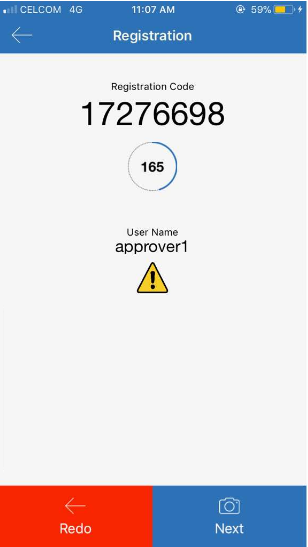 CELCOM 4G 11:07 AM 59%
Registration
Registration Code
17276698
165
User Name
approver1
Redo
Next